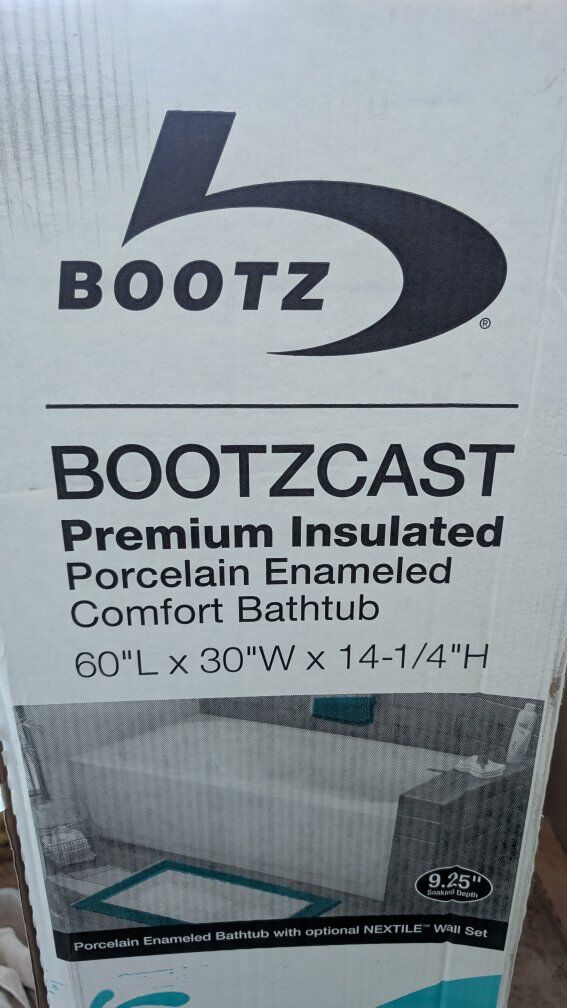 BOOTZ
®
BOOTZCAST
Premium Insulated
Porcelain Enameled
Comfort Bathtub
60"L x 30"W x 14-1/4"H
9.25"
Soaking Depth
Porcelain Enameled Bathtub with optional NEXTILE™ Wall Set